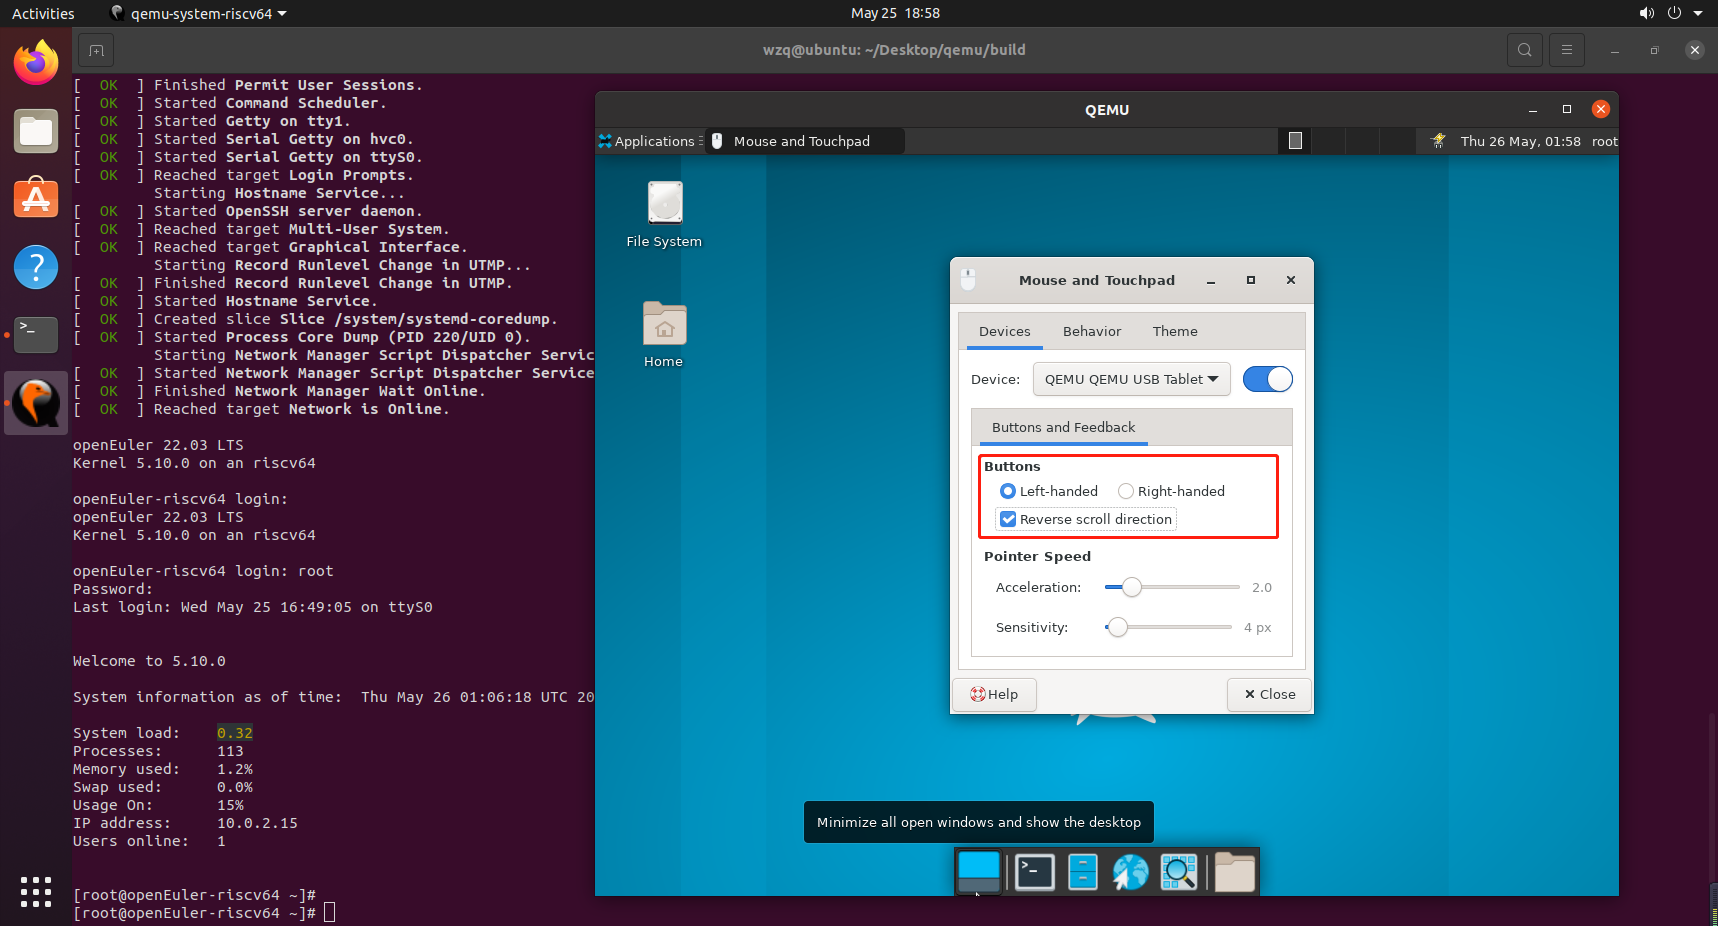 Activities
qemu-system-riscv64
May 25 18:58
wzq@ubuntu: ~/Desktop/qemu/build
[ OK ] Finished Permit User Sessions.
[ OK ] Started Command Scheduler.
[ OK ] Started Getty on tty1.
[ OK ] Started Serial Getty on hvc0.
[ OK ] Started Serial Getty on ttyS0.
[ OK ] Reached target Login Prompts.
Starting Hostname Service...
[ OK ] Started OpenSSH server daemon.
[ OK ] Reached target Multi-User System.
[ OK ] Reached target Graphical Interface.
Starting Record Runlevel Change in UTMP...
[ OK ] Finished Record Runlevel Change in UTMP.
[ OK ] Started Hostname Service.
[ OK ] Created slice Slice /system/systemd-coredump.
[ OK ] Started Process Core Dump (PID 220/UID 0).
Starting Network Manager Script Dispatcher Servic
[ OK ] Started Network Manager Script Dispatcher Service
[ OK ] Finished Network Manager Wait Online.
[ OK ] Reached target Network is Online.
openEuler 22.03 LTS
Kernel 5.10.0 on an riscv64
openEuler-riscv64 login:
openEuler 22.03 LTS
Kernel 5.10.0 on an riscv64
openEuler-riscv64 login: root
Password:
Last login: Wed May 25 16:49:05 on ttyS0
Welcome to 5.10.0
System information as of time: Thu May 26 01:06:18 UTC 20
System load: 0.32
Processes: 113
Memory used: 1.2%
Swap used: 0.0%
Usage On: 15%
IP address: 10.0.2.15
Users online: 1
[root@openEuler-riscv64 ~]#
[root@openEuler-riscv64 ~]#
QEMU
Applications
Mouse and Touchpad
Thu 26 May, 01:58
root
File System
Home
Mouse and Touchpad
Devices
Behavior
Theme
Device:
QEMU QEMU USB Tablet
Buttons and Feedback
Buttons
Left-handed
Right-handed
Reverse scroll direction
Pointer Speed
Acceleration:
2.0
Sensitivity:
4 px
Help
Close
Minimize all open windows and show the desktop